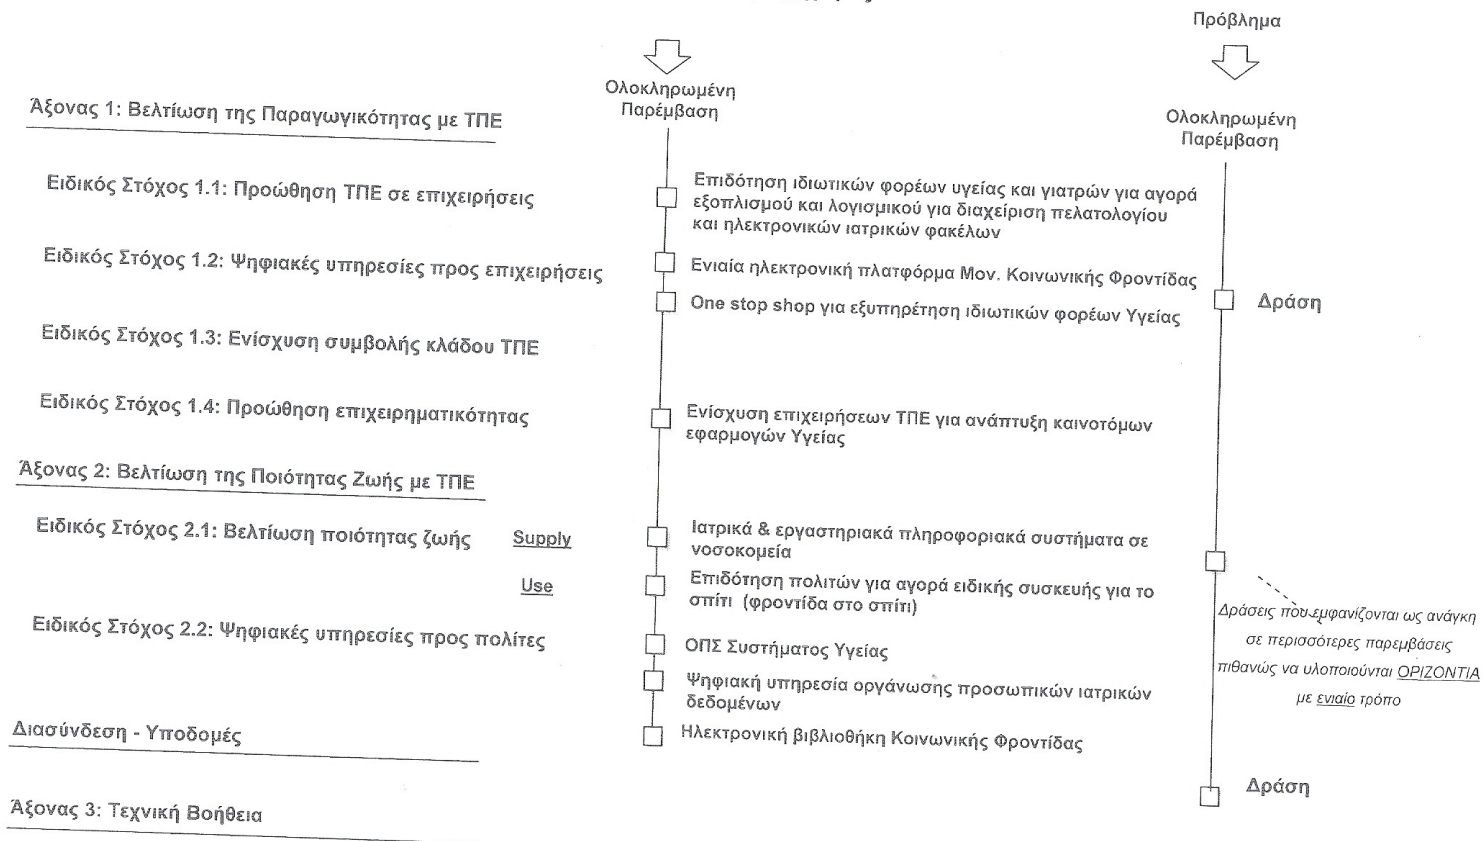 Πρόβλημα
Ολοκληρωμένη
Παρέμβαση
Ολοκληρωμένη
Παρέμβαση
Άξονας 1: Βελτίωση της Παραγωγικότητας με ΤΠΕ
Ειδικός Στόχος 1.1: Προώθηση ΤΠΕ σε επιχειρήσεις
Επιδότηση ιδιωτικών φορέων υγείας και γιατρών για αγορά
εξοπλισμού και λογισμικού για διαχείριση πελατολογίου
και ηλεκτρονικών ιατρικών φακέλων
Ειδικός Στόχος 1.2: Ψηφιακές υπηρεσίες προς επιχειρήσεις
Ενιαία ηλεκτρονική πλατφόρμα Μον. Κοινωνικής Φροντίδας
One stop shop για εξυπηρέτηση ιδιωτικών φορέων Υγείας
Δράση
Ειδικός Στόχος 1.3: Ενίσχυση συμβολής κλάδου ΤΠΕ
Ειδικός Στόχος 1.4: Προώθηση επιχειρηματικότητας
Ενίσχυση επιχειρήσεων ΤΠΕ για ανάπτυξη καινοτόμων
εφαρμογών Υγείας
Άξονας 2: Βελτίωση της Ποιότητας Ζωής με ΤΠΕ
Ειδικός Στόχος 2.1: Βελτίωση ποιότητας ζωής
Supply
Ιατρικά & εργαστηριακά πληροφοριακά συστήματα σε
νοσοκομεία
Use
Επιδότηση πολιτών για αγορά ειδικής συσκευής για το
σπίτι (φροντίδα στο σπίτι)
Ειδικός Στόχος 2.2: Ψηφιακές υπηρεσίες προς πολίτες
ΟΠΣ Συστήματος Υγείας
Ψηφιακή υπηρεσία οργάνωσης προσωπικών ιατρικών
δεδομένων
Ηλεκτρονική βιβλιοθήκη Κοινωνικής Φροντίδας
Δράσεις που εμφανίζονται ως ανάγκη
σε περισσότερες παρεμβάσεις
πιθανώς να υλοποιούνται ΟΡΙΖΟΝΤΙΑ
με ενιαίο τρόπο
Διασύνδεση - Υποδομές
Δράση
Άξονας 3: Τεχνική Βοήθεια